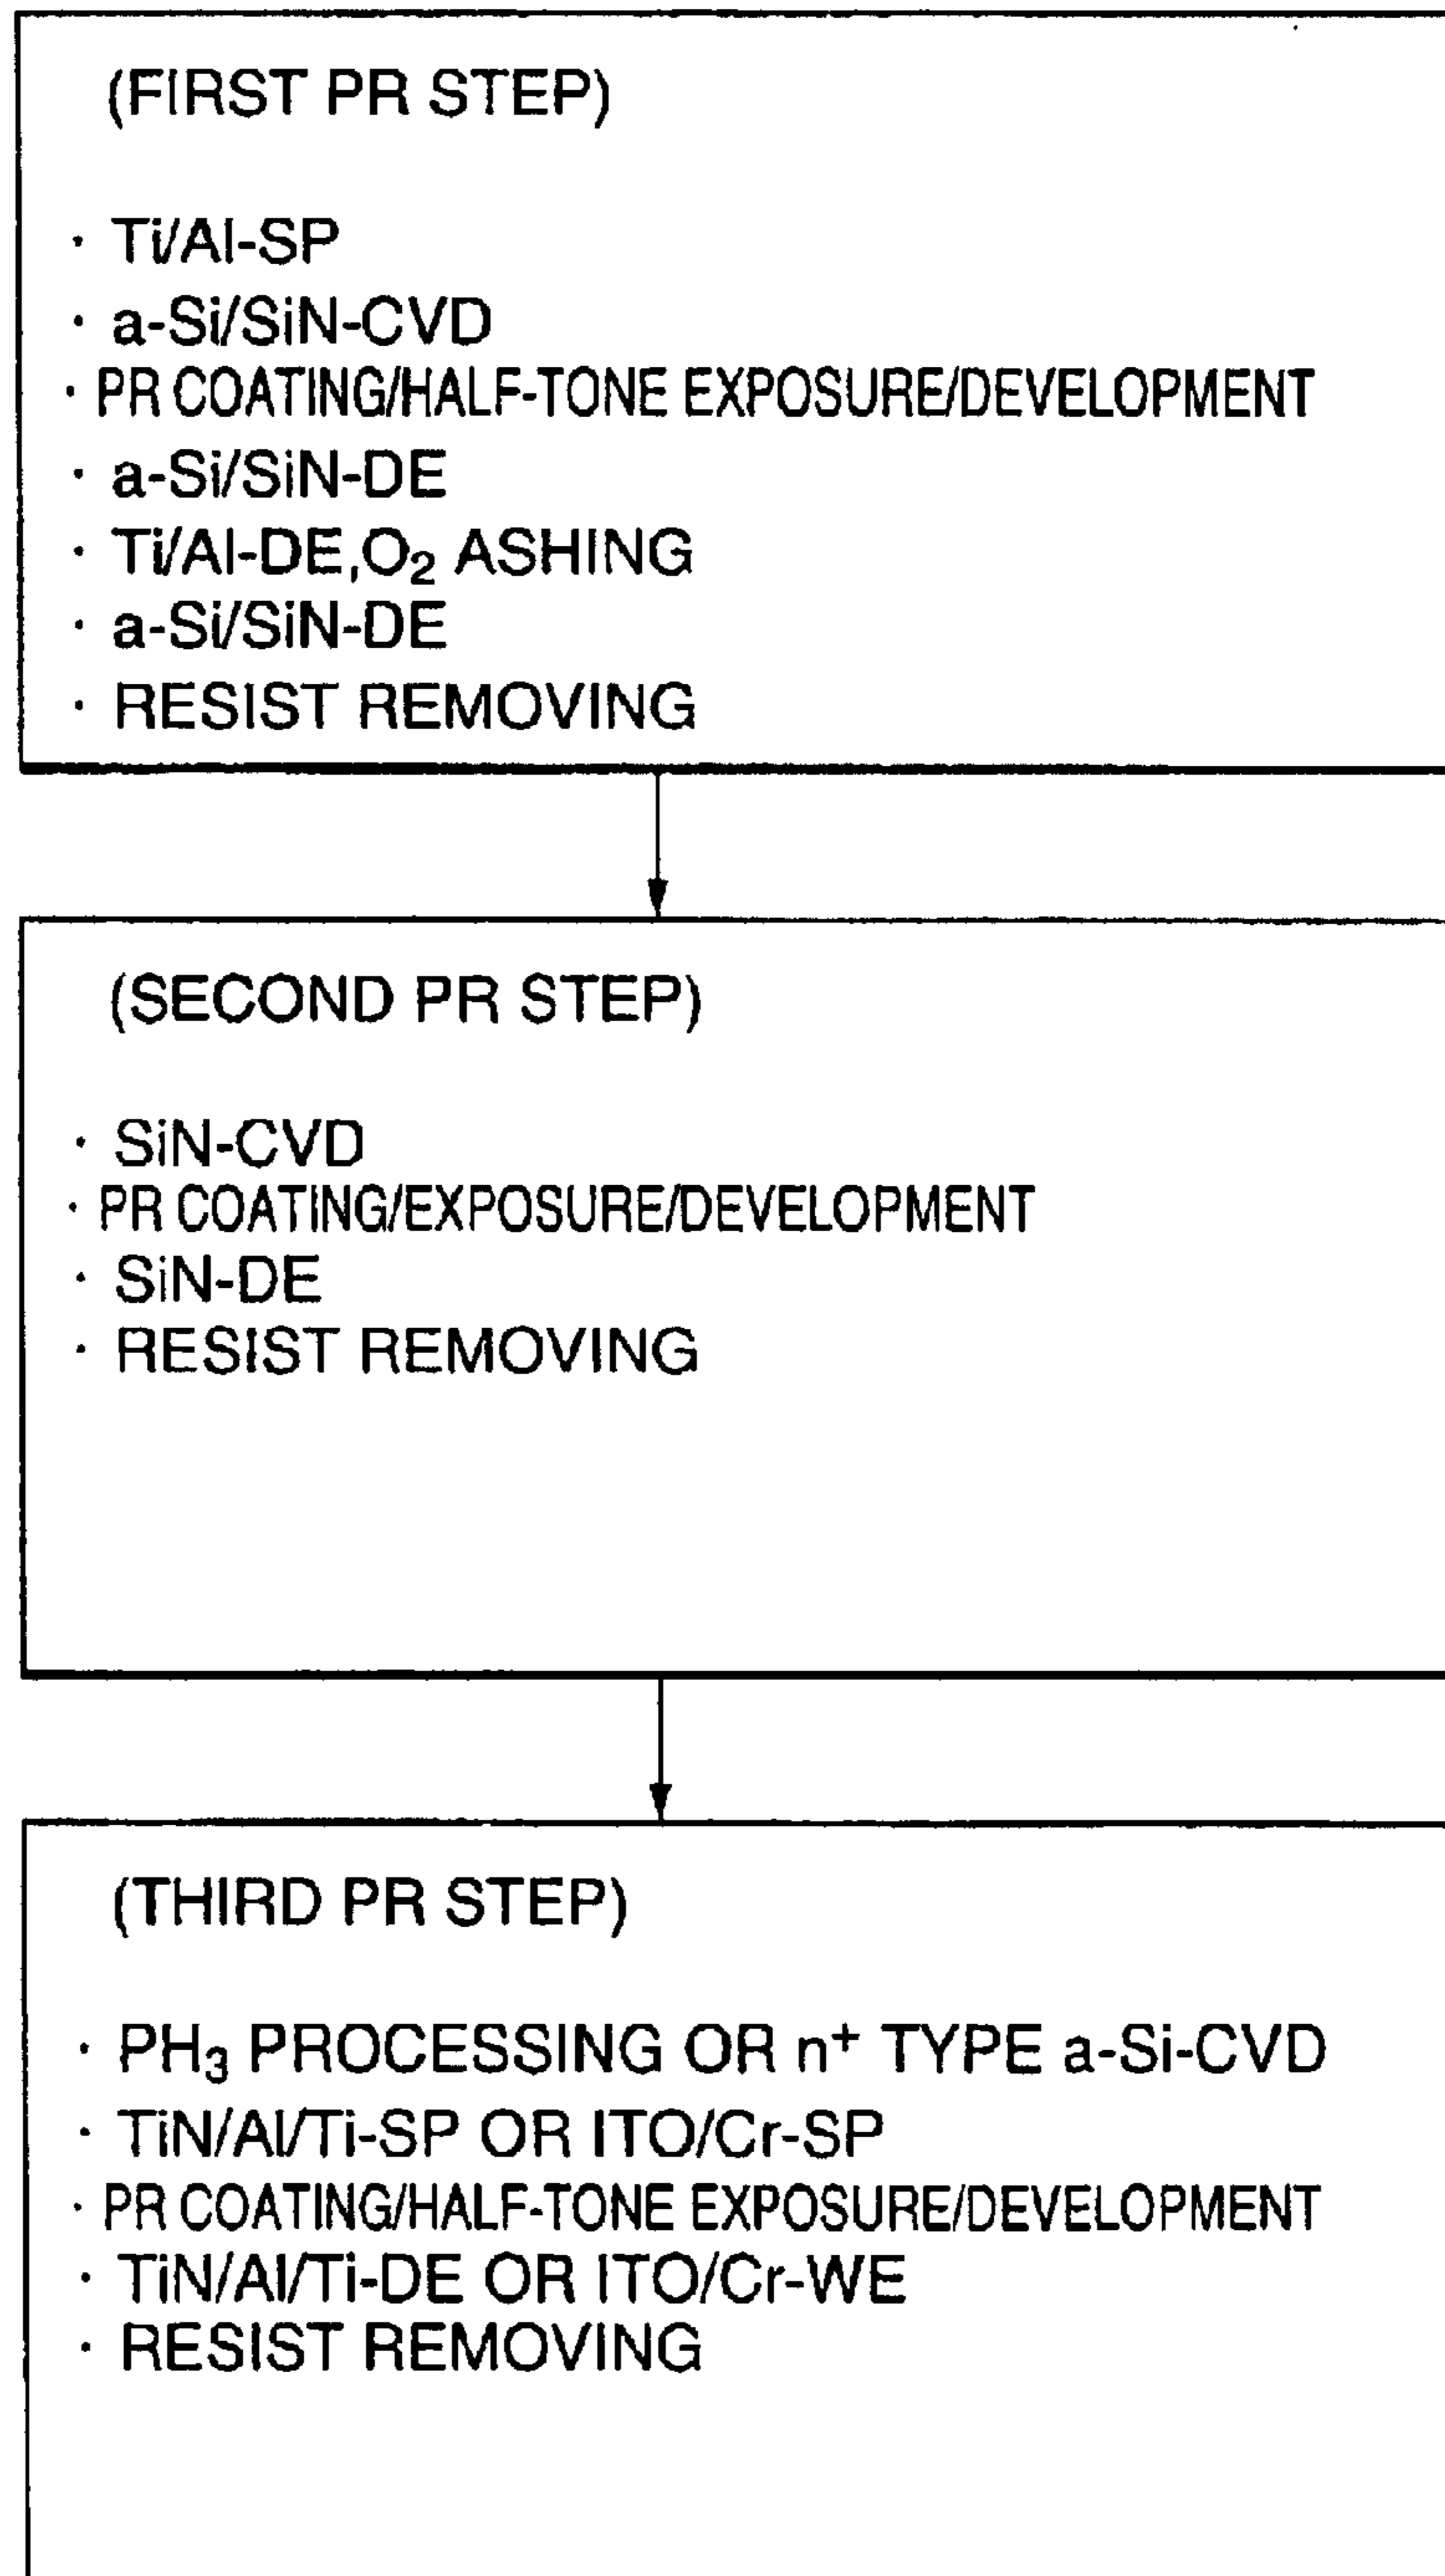 (FIRST PR STEP)
· Ti/Al-SP
· a-Si/SiN-CVD
· PR COATING/HALF-TONE EXPOSURE/DEVELOPMENT
· a-Si/SiN-DE
· Ti/Al-DE,O₂ ASHING
· a-Si/SiN-DE
· RESIST REMOVING
(SECOND PR STEP)
· SiN-CVD
· PR COATING/EXPOSURE/DEVELOPMENT
· SiN-DE
· RESIST REMOVING
(THIRD PR STEP)
· PH₃ PROCESSING OR n⁺ TYPE a-Si-CVD
· TiN/Al/Ti-SP OR ITO/Cr-SP
· PR COATING/HALF-TONE EXPOSURE/DEVELOPMENT
· TiN/Al/Ti-DE OR ITO/Cr-WE
· RESIST REMOVING